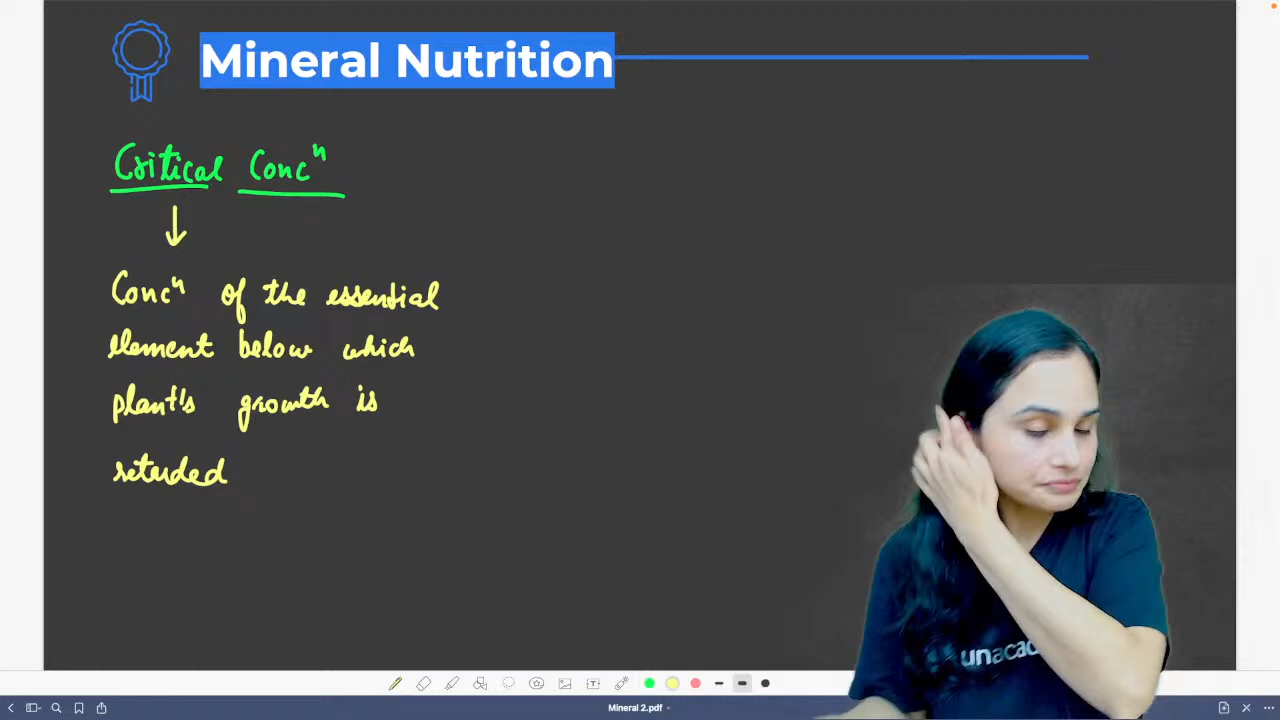 Mineral Nutrition
Critical Concⁿ
Concⁿ of the essential
element below which
plant's growth is
retarded
unacad
Mineral 2.pdf